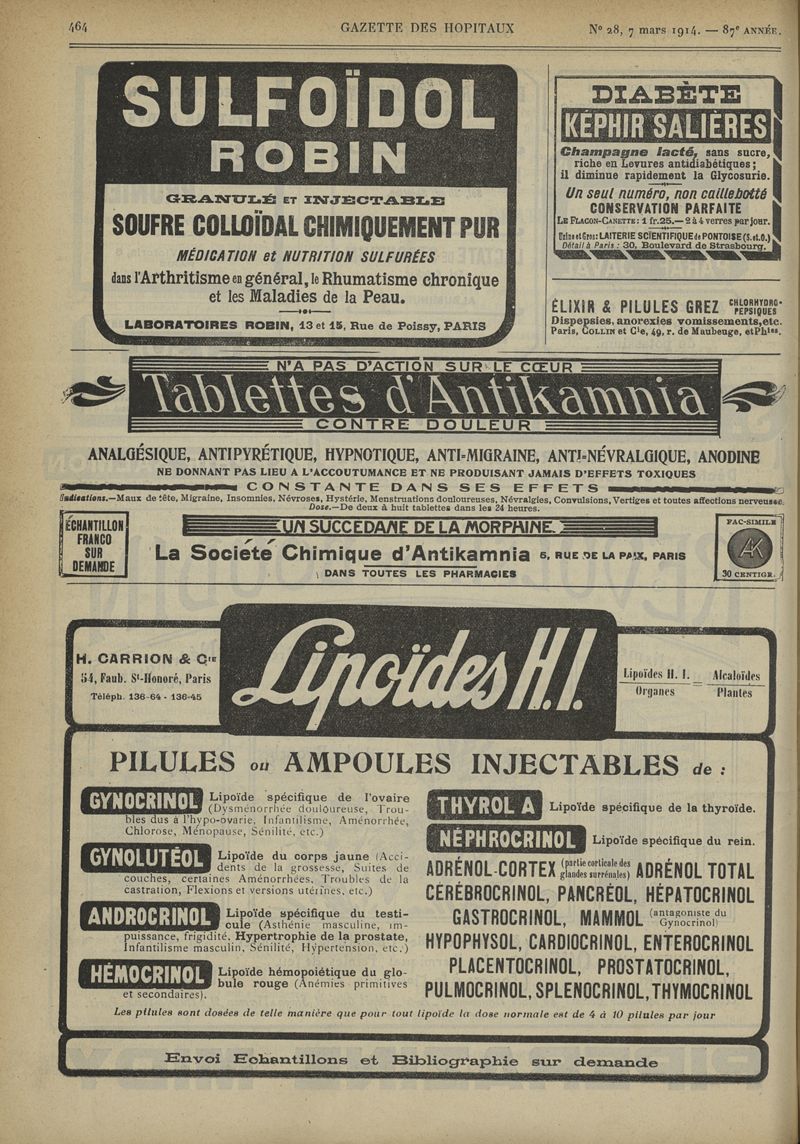 464
GAZETTE DES HOPITAUX
Nº 28, 7 mars 1914. — 87e ANNÉE.
SULFOÏDOL
ROBIN
GRANULÉ ET INJECTABLE
SOUFRE COLLOÏDAL CHIMIQUEMENT PUR
MÉDICATION et NUTRITION SULFURÉES
dans l'Arthritisme en général, le Rhumatisme chronique
et les Maladies de la Peau.
LABORATOIRES ROBIN, 13 et 15, Rue de Poissy, PARIS
DIABÈTE
KÉPHIR SALIÈRES
Champagne lacté, sans sucre,
riche en Levures antidiabétiques;
il diminue rapidement la Glycosurie.
Un seul numéro, non caillebotté
CONSERVATION PARFAITE
LE FLACON-CANETTE: 1 fr. 25. — 2 à 4 verres par jour.
Usine et Gros: LAITERIE SCIENTIFIQUE de PONTOISE (S.et.O.)
Détail à Paris: 30, Boulevard de Strasbourg.
ÉLIXIR & PILULES GREZ CHLORHYDRO-PEPSIQUES
Dispepsies, anorexies vomissements, etc.
Paris, COLLIN et Cie, 49, r. de Maubeuge, et Phies.
N'A PAS D'ACTION SUR LE CŒUR
Tablettes d'Antikamnia
CONTRE DOULEUR
ANALGÉSIQUE, ANTIPYRÉTIQUE, HYPNOTIQUE, ANTI-MIGRAINE, ANTI-NÉVRALGIQUE, ANODINE
NE DONNANT PAS LIEU A L'ACCOUTUMANCE ET NE PRODUISANT JAMAIS D'EFFETS TOXIQUES
CONSTANTE DANS SES EFFETS
Indications.—Maux de tête, Migraine, Insomnies, Névroses, Hystérie, Menstruations douloureuses, Névralgies, Convulsions, Vertiges et toutes affections nerveuses.
Dose.—De deux à huit tablettes dans les 24 heures.
ÉCHANTILLON
FRANCO
SUR
DEMANDE
UN SUCCÉDANÉ DE LA MORPHINE.
La Société Chimique d'Antikamnia 5, RUE DE LA PAIX, PARIS
DANS TOUTES LES PHARMACIES
FAC-SIMILE
AK
30 CENTIGR.
H. CARRION & Cie
54, Faub. St-Honoré, Paris
Téléph. 136-64 - 136-45
Lipoïdes H.I.
Lipoïdes H. I. = Alcaloïdes
Organes Plantes
PILULES ou AMPOULES INJECTABLES de :
GYNOCRINOL Lipoïde spécifique de l'ovaire
(Dysménorrhée douloureuse, Trou-
bles dus à l'hypo-ovarie, Infantilisme, Aménorrhée,
Chlorose, Ménopause, Sénilité, etc.)
GYNOLUTÉOL Lipoïde du corps jaune (Acci-
dents de la grossesse, Suites de
couches, certaines Aménorrhées, Troubles de la
castration, Flexions et versions utérines, etc.)
ANDROCRINOL Lipoïde spécifique du testi-
cule (Asthénie masculine, im-
puissance, frigidité, Hypertrophie de la prostate,
Infantilisme masculin, Sénilité, Hypertension, etc.)
HÉMOCRINOL Lipoïde hémopoiétique du glo-
bule rouge (Anémies primitives
et secondaires).
THYROL A Lipoïde spécifique de la thyroïde.
NÉPHROCRINOL Lipoïde spécifique du rein.
ADRÉNOL-CORTEX (partie corticale des glandes surrénales) ADRÉNOL TOTAL
CÉRÉBROCRINOL, PANCRÉOL, HÉPATOCRINOL
GASTROCRINOL, MAMMOL (antagoniste du Gynocrinol)
HYPOPHYSOL, CARDIOCRINOL, ENTEROCRINOL
PLACENTOCRINOL, PROSTATOCRINOL,
PULMOCRINOL, SPLENOCRINOL, THYMOCRINOL
Les pilules sont dosées de telle manière que pour tout lipoïde la dose normale est de 4 à 10 pilules par jour
Envoi Echantillons et Bibliographie sur demande